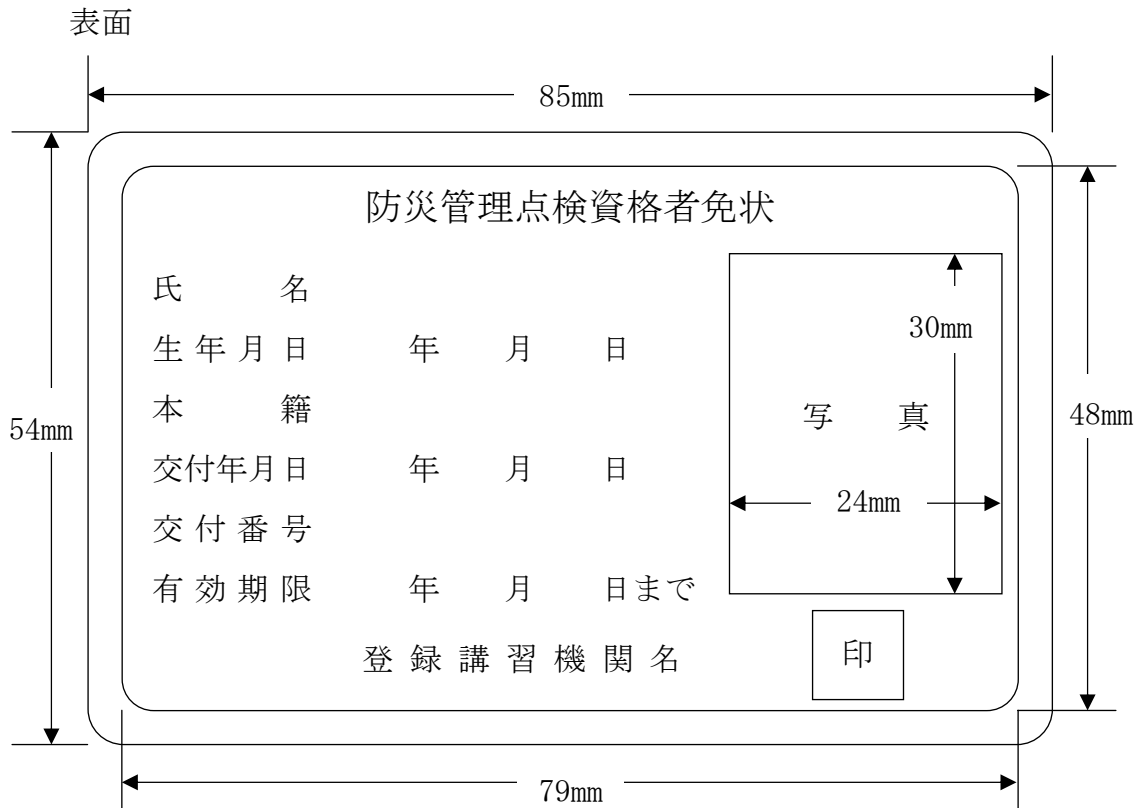 表面
85mm
防災管理点検資格者免状
氏　　名
生年月日　　年　月　日
30mm
本　　籍
写　真
54mm
48mm
交付年月日　　年　月　日
24mm
交付番号
有効期限　　年　月　日まで
登録講習機関名
印
79mm